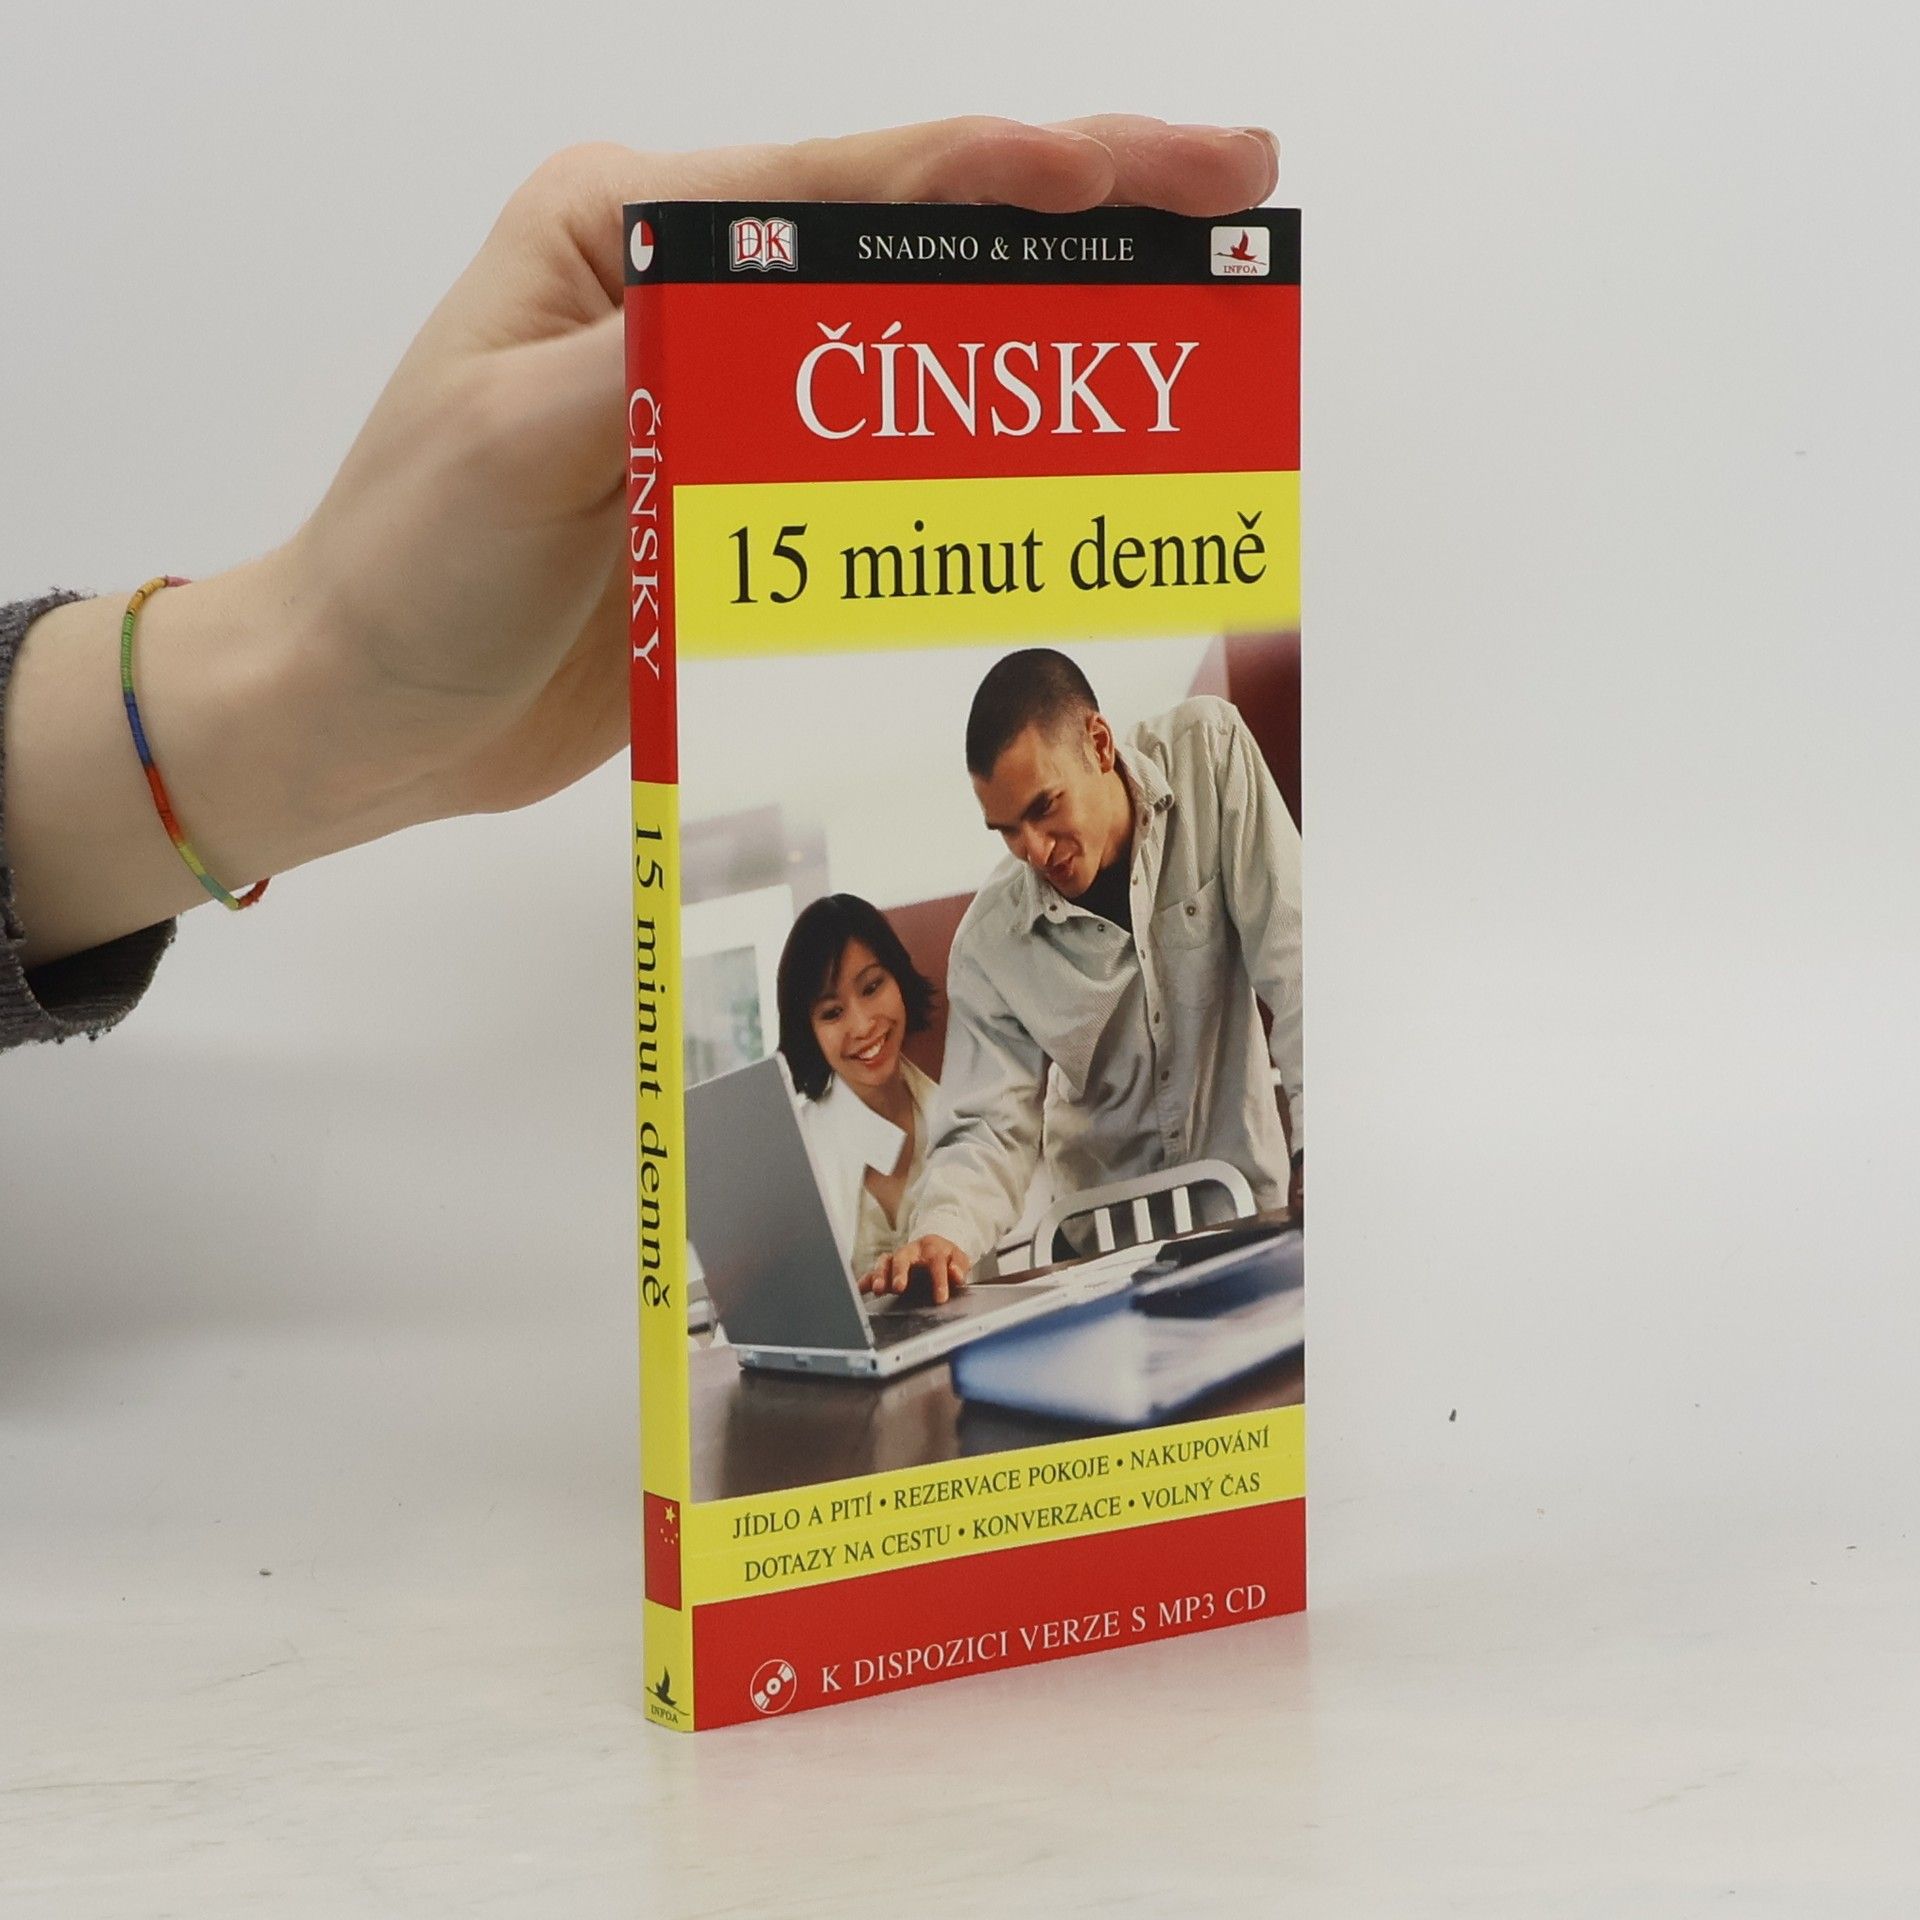 DK
SNADNO & RYCHLE
INFOA
ČÍNSKY
15 minut denně
JÍDLO A PITÍ • REZERVACE POKOJE • NAKUPOVÁNÍ
DOTAZY NA CESTU • KONVERZACE • VOLNÝ ČAS
K DISPOZICI VERZE S MP3 CD
ČÍNSKY
15 minut denně
INFOA